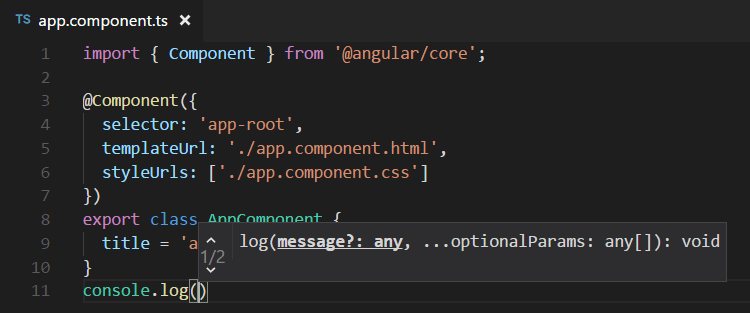 TS app.component.ts ×
1 import { Component } from '@angular/core';
2
3 @Component({
4 selector: 'app-root',
5 templateUrl: './app.component.html',
6 styleUrls: ['./app.component.css']
7 })
8 export class AppComponent {
9 title = 'a
1/2 log(message?: any, ...optionalParams: any[]): void
10 }
11 console.log()